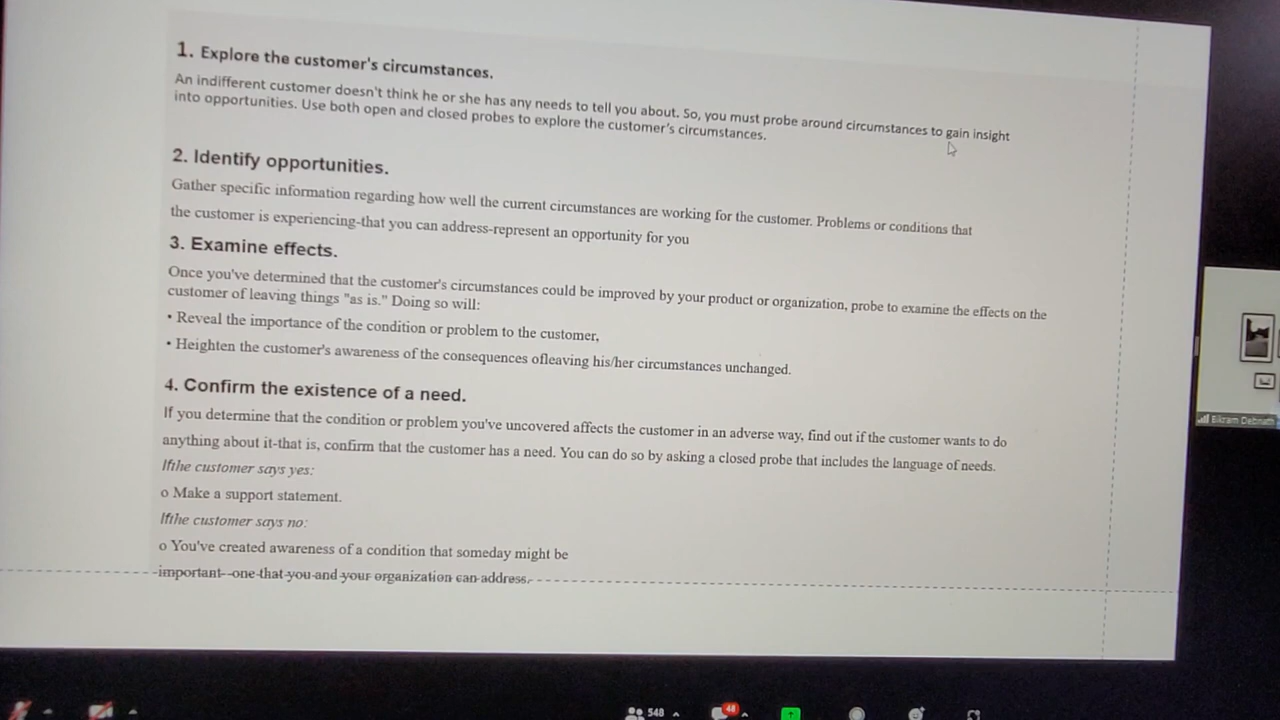 1. Explore the customer's circumstances.
An indifferent customer doesn't think he or she has any needs to tell you about. So, you must probe around circumstances to gain insight
into opportunities. Use both open and closed probes to explore the customer's circumstances.
2. Identify opportunities.
Gather specific information regarding how well the current circumstances are working for the customer. Problems or conditions that
the customer is experiencing-that you can address-represent an opportunity for you
3. Examine effects.
Once you've determined that the customer's circumstances could be improved by your product or organization, probe to examine the effects on the
customer of leaving things "as is." Doing so will:
• Reveal the importance of the condition or problem to the customer,
• Heighten the customer's awareness of the consequences ofleaving his/her circumstances unchanged.
4. Confirm the existence of a need.
If you determine that the condition or problem you've uncovered affects the customer in an adverse way, find out if the customer wants to do
anything about it-that is, confirm that the customer has a need. You can do so by asking a closed probe that includes the language of needs.
Ifthe customer says yes:
o Make a support statement.
Ifthe customer says no:
o You've created awareness of a condition that someday might be
important--one that you and your organization can address.
Bikram Debnath
548
48